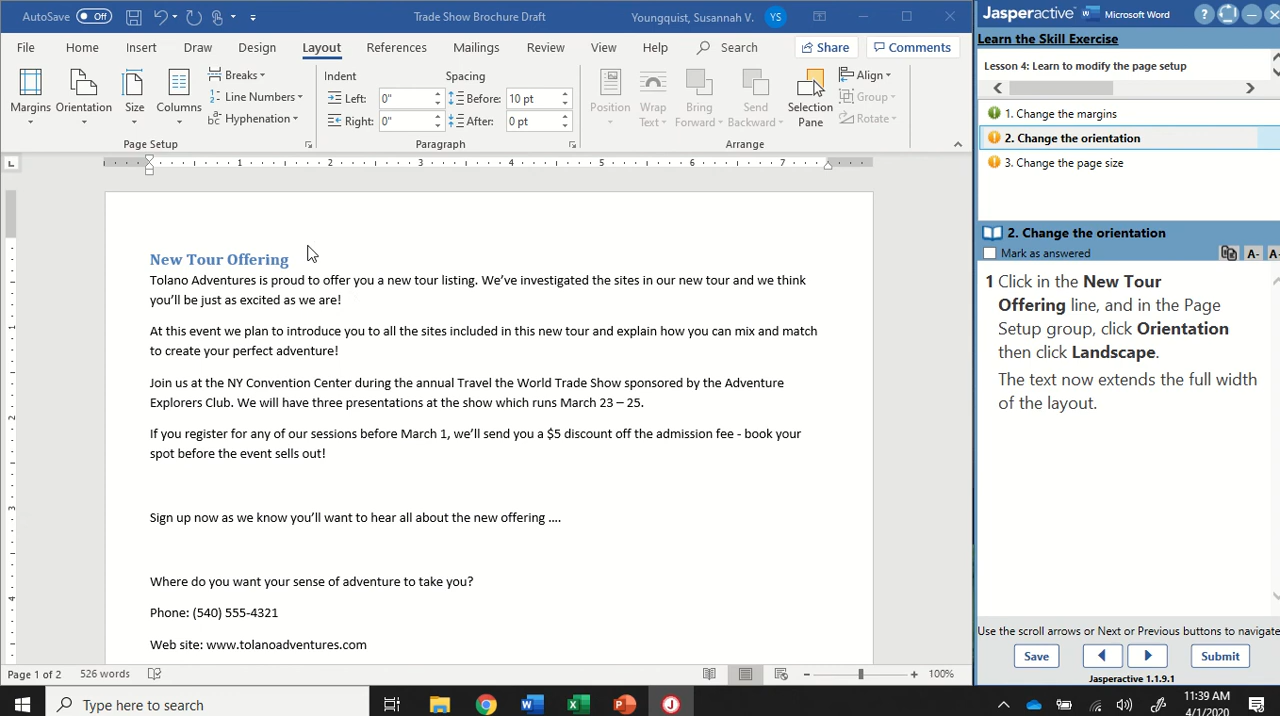 AutoSave Off
Trade Show Brochure Draft
Youngquist, Susannah V. YS
File Home Insert Draw Design Layout References Mailings Review View Help Search Share Comments
Margins Orientation Size Columns
Breaks
Line Numbers
Hyphenation
Page Setup
Indent
Left: 0"
Right: 0"
Spacing
Before: 10 pt
After: 0 pt
Paragraph
Position
Wrap Text
Bring Forward
Send Backward
Selection Pane
Align
Group
Rotate
Arrange
1 2 3 4 5 6 7
New Tour Offering
Tolano Adventures is proud to offer you a new tour listing. We've investigated the sites in our new tour and we think
you'll be just as excited as we are!
At this event we plan to introduce you to all the sites included in this new tour and explain how you can mix and match
to create your perfect adventure!
Join us at the NY Convention Center during the annual Travel the World Trade Show sponsored by the Adventure
Explorers Club. We will have three presentations at the show which runs March 23 – 25.
If you register for any of our sessions before March 1, we'll send you a $5 discount off the admission fee - book your
spot before the event sells out!
Sign up now as we know you'll want to hear all about the new offering ....
Where do you want your sense of adventure to take you?
Phone: (540) 555-4321
Web site: www.tolanoadventures.com
1
2
3
4
Page 1 of 2 526 words 100%
Jasperactive Microsoft Word
Learn the Skill Exercise
Lesson 4: Learn to modify the page setup
1. Change the margins
2. Change the orientation
3. Change the page size
2. Change the orientation
Mark as answered A- A
1 Click in the New Tour
Offering line, and in the Page
Setup group, click Orientation
then click Landscape.
The text now extends the full width
of the layout.
Use the scroll arrows or Next or Previous buttons to navigate
Save Submit
Jasperactive 1.1.9.1
Type here to search
11:39 AM
4/1/2020